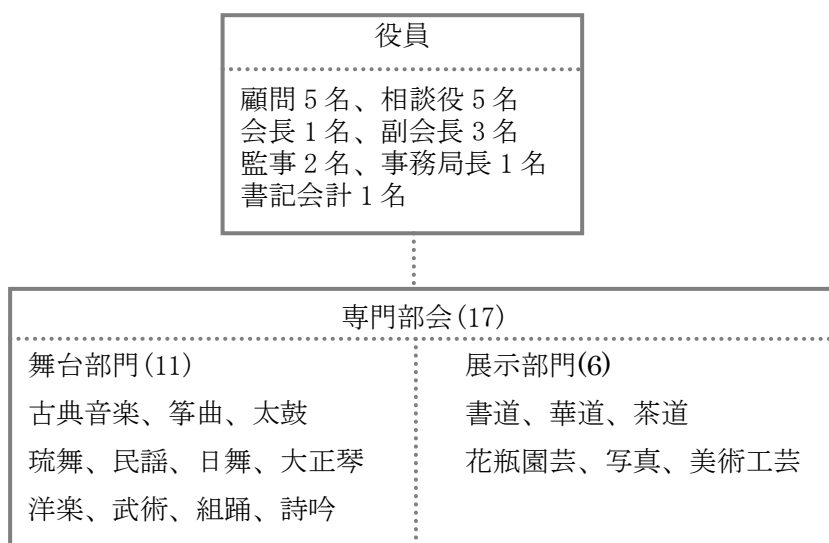 役員
顧問 5 名、相談役 5 名
会長 1 名、副会長 3 名
監事 2 名、事務局長 1 名
書記会計 1 名
専門部会(17)
舞台部門(11)
古典音楽、筝曲、太鼓
琉舞、民謡、日舞、大正琴
洋楽、武術、組踊、詩吟
展示部門(6)
書道、華道、茶道
花瓶園芸、写真、美術工芸